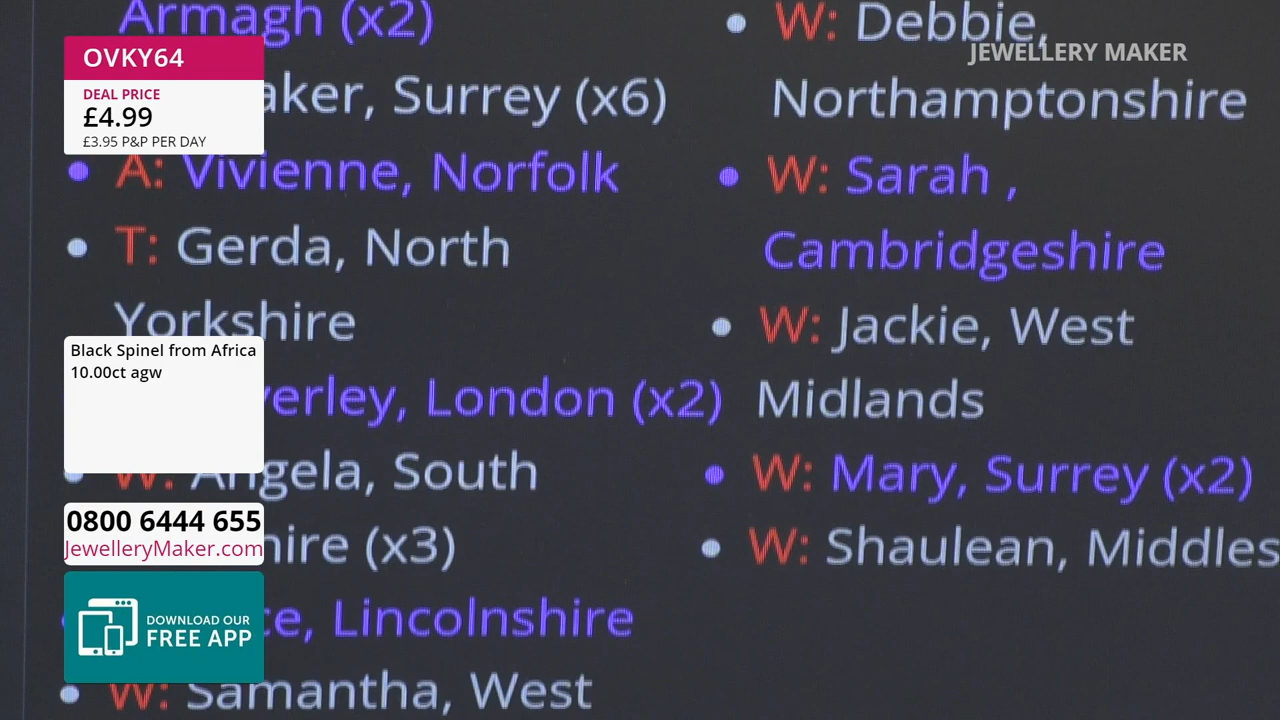 Armagh (x2)
aker, Surrey (x6)
A: Vivienne, Norfolk
T: Gerda, North
Yorkshire
verley, London (x2)
W: Angela, South
hire (x3)
ce, Lincolnshire
W: Samantha, West
W: Debbie,
Northamptonshire
W: Sarah ,
Cambridgeshire
W: Jackie, West
Midlands
W: Mary, Surrey (x2)
W: Shaulean, Middles
JEWELLERY MAKER
OVKY64
DEAL PRICE
£4.99
£3.95 P&P PER DAY
Black Spinel from Africa
10.00ct agw
0800 6444 655
JewelleryMaker.com
DOWNLOAD OUR
FREE APP